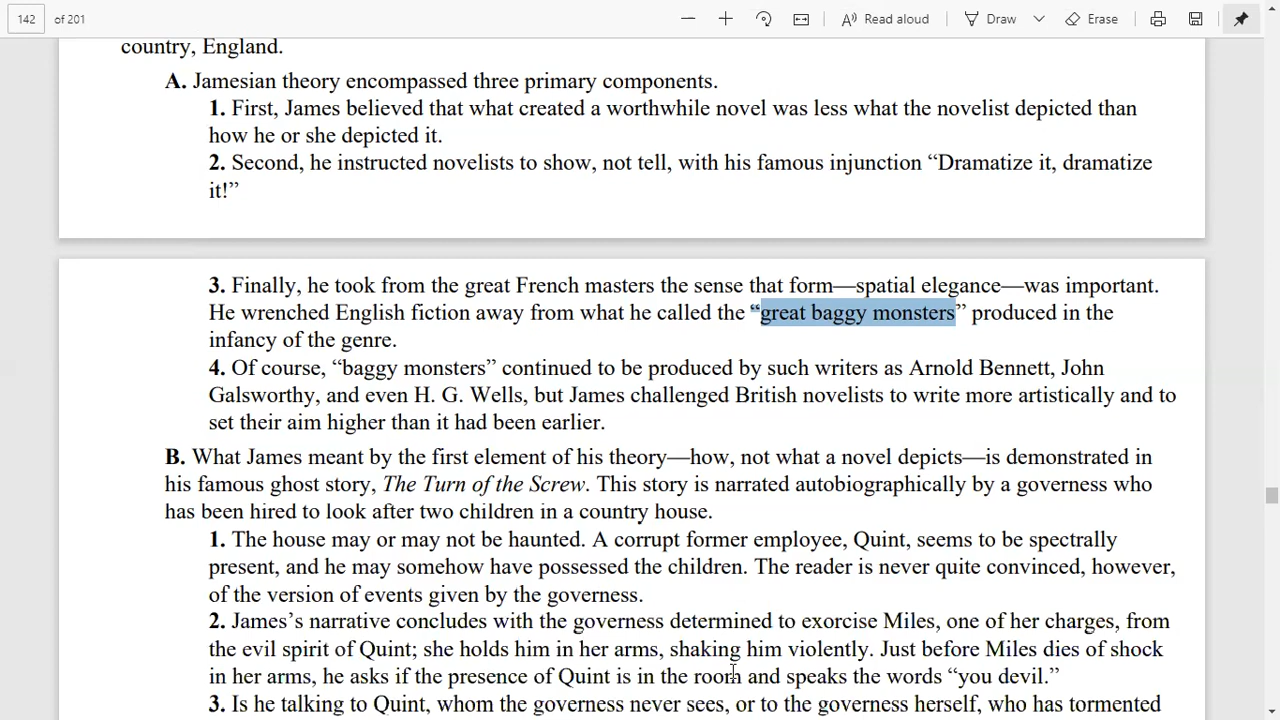 142 of 201 Read aloud Draw Erase
country, England.
A. Jamesian theory encompassed three primary components.
1. First, James believed that what created a worthwhile novel was less what the novelist depicted than
how he or she depicted it.
2. Second, he instructed novelists to show, not tell, with his famous injunction “Dramatize it, dramatize
it!”
3. Finally, he took from the great French masters the sense that form—spatial elegance—was important.
He wrenched English fiction away from what he called the “great baggy monsters” produced in the
infancy of the genre.
4. Of course, “baggy monsters” continued to be produced by such writers as Arnold Bennett, John
Galsworthy, and even H. G. Wells, but James challenged British novelists to write more artistically and to
set their aim higher than it had been earlier.
B. What James meant by the first element of his theory—how, not what a novel depicts—is demonstrated in
his famous ghost story, The Turn of the Screw. This story is narrated autobiographically by a governess who
has been hired to look after two children in a country house.
1. The house may or may not be haunted. A corrupt former employee, Quint, seems to be spectrally
present, and he may somehow have possessed the children. The reader is never quite convinced, however,
of the version of events given by the governess.
2. James’s narrative concludes with the governess determined to exorcise Miles, one of her charges, from
the evil spirit of Quint; she holds him in her arms, shaking him violently. Just before Miles dies of shock
in her arms, he asks if the presence of Quint is in the room and speaks the words “you devil.”
3. Is he talking to Quint, whom the governess never sees, or to the governess herself, who has tormented